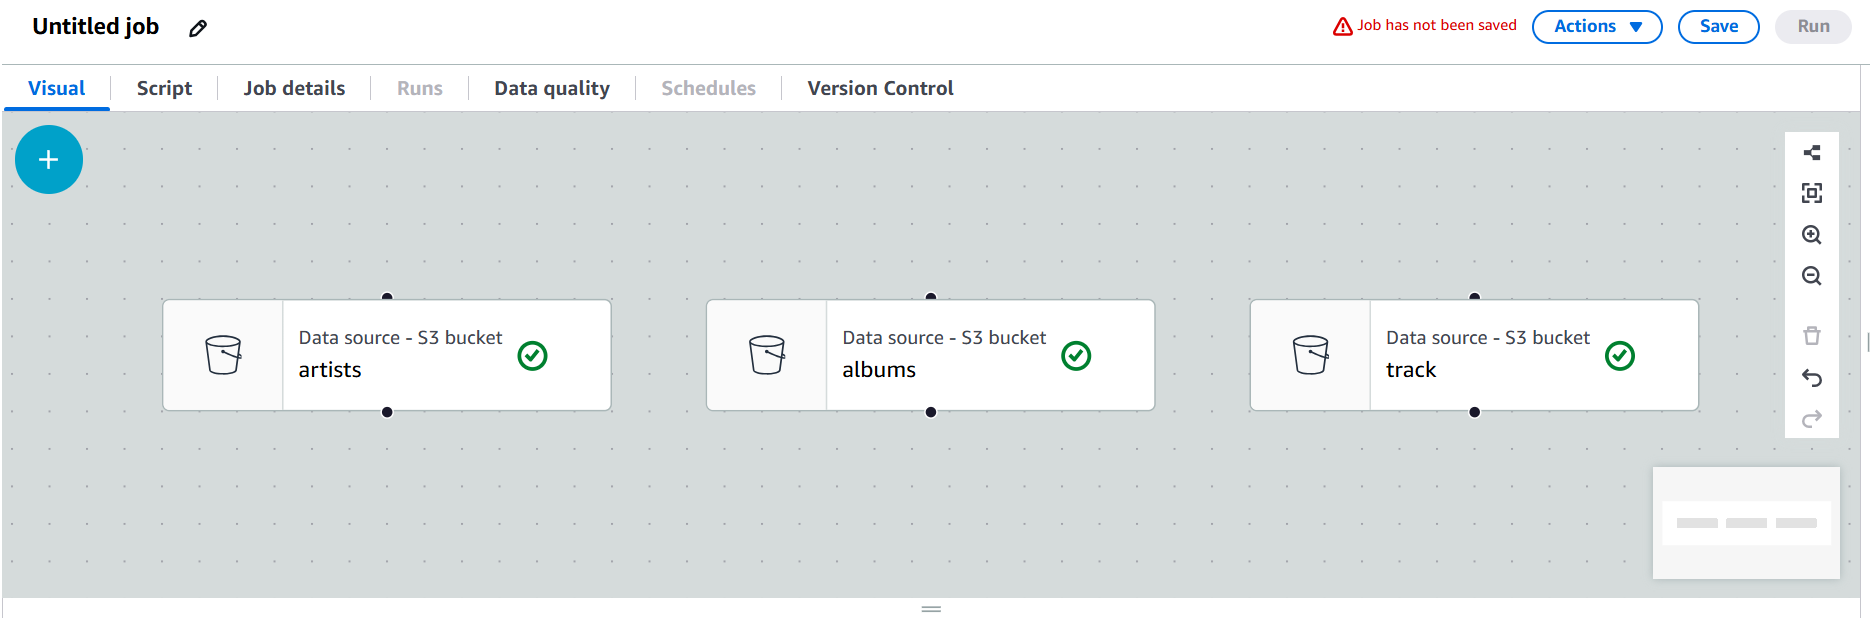 Untitled job
Job has not been saved
Actions
Save
Run
Visual
Script
Job details
Runs
Data quality
Schedules
Version Control
Data source - S3 bucket
artists
Data source - S3 bucket
albums
Data source - S3 bucket
track